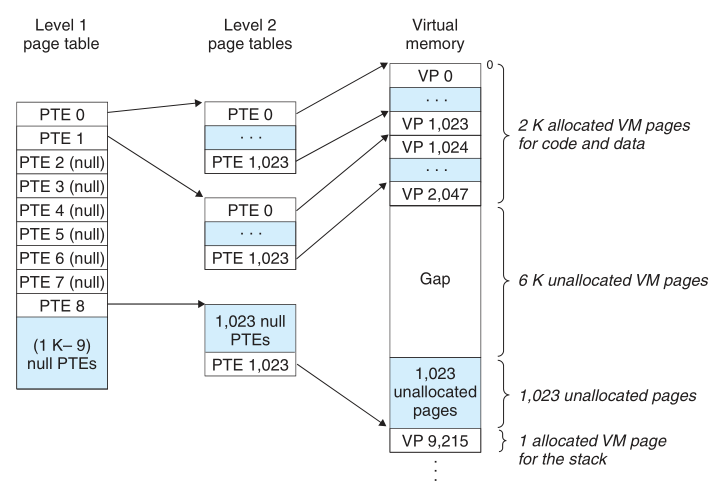 Level 1
page table
Level 2
page tables
Virtual
memory
PTE 0
PTE 1
PTE 2 (null)
PTE 3 (null)
PTE 4 (null)
PTE 5 (null)
PTE 6 (null)
PTE 7 (null)
PTE 8
(1 K– 9)
null PTEs
PTE 0
· · ·
PTE 1,023
PTE 0
· · ·
PTE 1,023
1,023 null
PTEs
PTE 1,023
0
VP 0
· · ·
VP 1,023
VP 1,024
· · ·
VP 2,047
Gap
1,023
unallocated
pages
VP 9,215
2 K allocated VM pages
for code and data
6 K unallocated VM pages
1,023 unallocated pages
1 allocated VM page
for the stack